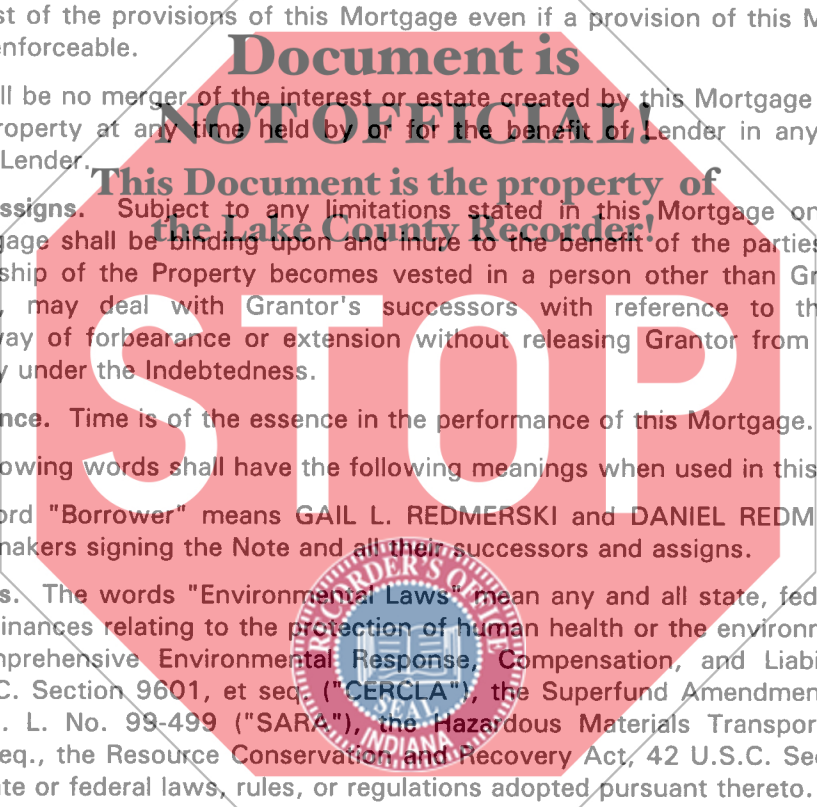 st of the provisions of this Mortgage even if a provision of this M
enforceable.
Document is
ll be no merger of the interest or estate created by this Mortgage
NOT OFFICIAL!
roperty at any time held by or for the benefit of Lender in any
Lender.
This Document is the property of
ssigns. Subject to any limitations stated in this Mortgage on
the Lake County Recorder!
gage shall be binding upon and inure to the benefit of the parties
ship of the Property becomes vested in a person other than Gr
, may deal with Grantor's successors with reference to th
way of forbearance or extension without releasing Grantor from
y under the Indebtedness.
STOP
nce. Time is of the essence in the performance of this Mortgage.
owing words shall have the following meanings when used in this
ord "Borrower" means GAIL L. REDMERSKI and DANIEL REDM
makers signing the Note and all their successors and assigns.
RECORDER'S OFFICE
s. The words "Environmental Laws" mean any and all state, fed
inances relating to the protection of human health or the environm
mprehensive Environmental Response, Compensation, and Liabi
C. Section 9601, et seq. ("CERCLA"), the Superfund Amendmen
SEAL
. L. No. 99-499 ("SARA"), the Hazardous Materials Transpor
INDIANA
eq., the Resource Conservation and Recovery Act, 42 U.S.C. Sec
te or federal laws, rules, or regulations adopted pursuant thereto.